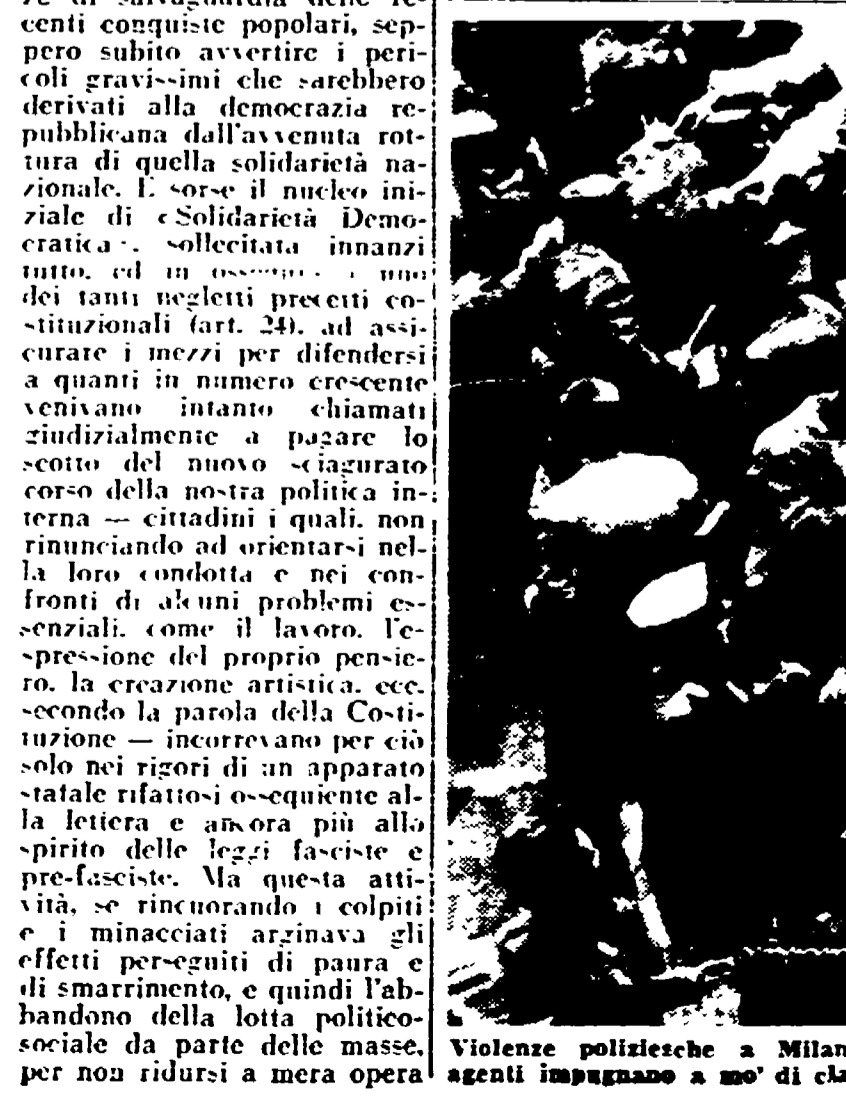 centi conquiste popolari, sep-
pero subito avvertire i peri-
coli gravissimi che sarebbero
derivati alla democrazia re-
pubblicana dall'avvenuta rot-
tura di quella solidarietà na-
zionale. E sorse il nucleo ini-
ziale di «Solidarietà Demo-
cratica», sollecitata innanzi
tutto, ed in
dei tanti negletti precetti co-
stituzionali (art. 24), ad assi-
curare i mezzi per difendersi
a quanti in numero crescente
venivano intanto chiamati
giudizialmente a pagare lo
scotto del nuovo sciagurato
corso della nostra politica in-
terna — cittadini i quali, non
rinunciando ad orientarsi nel-
la loro condotta e nei con-
fronti di alcuni problemi es-
senziali, come il lavoro, l'e-
spressione del proprio pensie-
ro, la creazione artistica, ecc.
secondo la parola della Costi-
tuzione — incorrevano per ciò
solo nei rigori di un apparato
statale rifattosi ossequiente al-
la lettera e ancora più allo
spirito delle leggi fasciste e
pre-fasciste. Ma questa atti-
vità, se rincuorando i colpiti
e i minacciati arginava gli
effetti perseguiti di paura e
di smarrimento, e quindi l'ab-
bandono della lotta politico-
sociale da parte delle masse,
per non ridursi a mera opera
Violenze poliziesche a Milan
agenti impugnano a mo' di cla